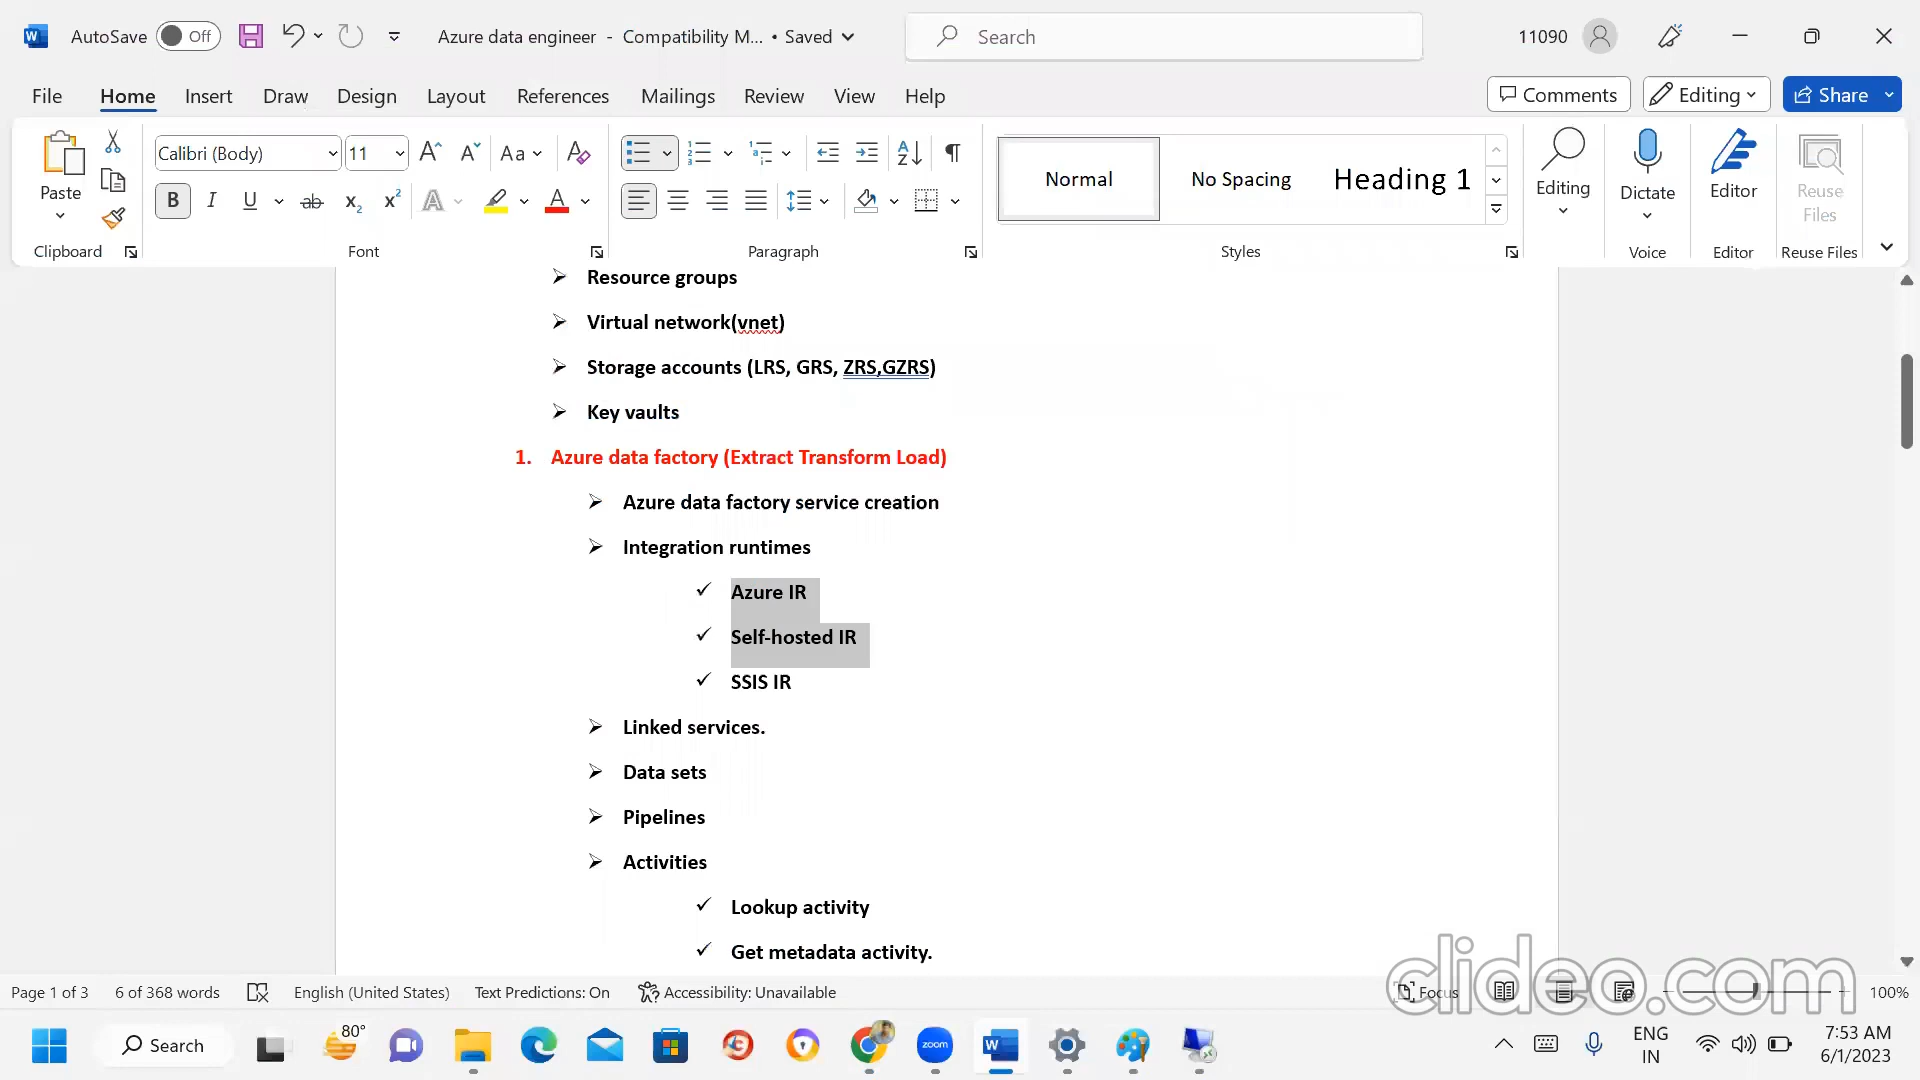 AutoSave Off Azure data engineer - Compatibility M... • Saved Search 11090
File Home Insert Draw Design Layout References Mailings Review View Help Comments Editing Share
Paste Calibri (Body) 11 Aa A Z Normal No Spacing Heading 1 Editing Dictate Editor Reuse Files
B I U ab x₂ x² A A
Clipboard Font Paragraph Styles Voice Editor Reuse Files
Resource groups
Virtual network(vnet)
Storage accounts (LRS, GRS, ZRS,GZRS)
Key vaults
1. Azure data factory (Extract Transform Load)
Azure data factory service creation
Integration runtimes
Azure IR
Self-hosted IR
SSIS IR
Linked services.
Data sets
Pipelines
Activities
Lookup activity
Get metadata activity.
clideo.com
Page 1 of 3 6 of 368 words English (United States) Text Predictions: On Accessibility: Unavailable Focus 100%
Search 80° zoom ENG IN 7:53 AM 6/1/2023